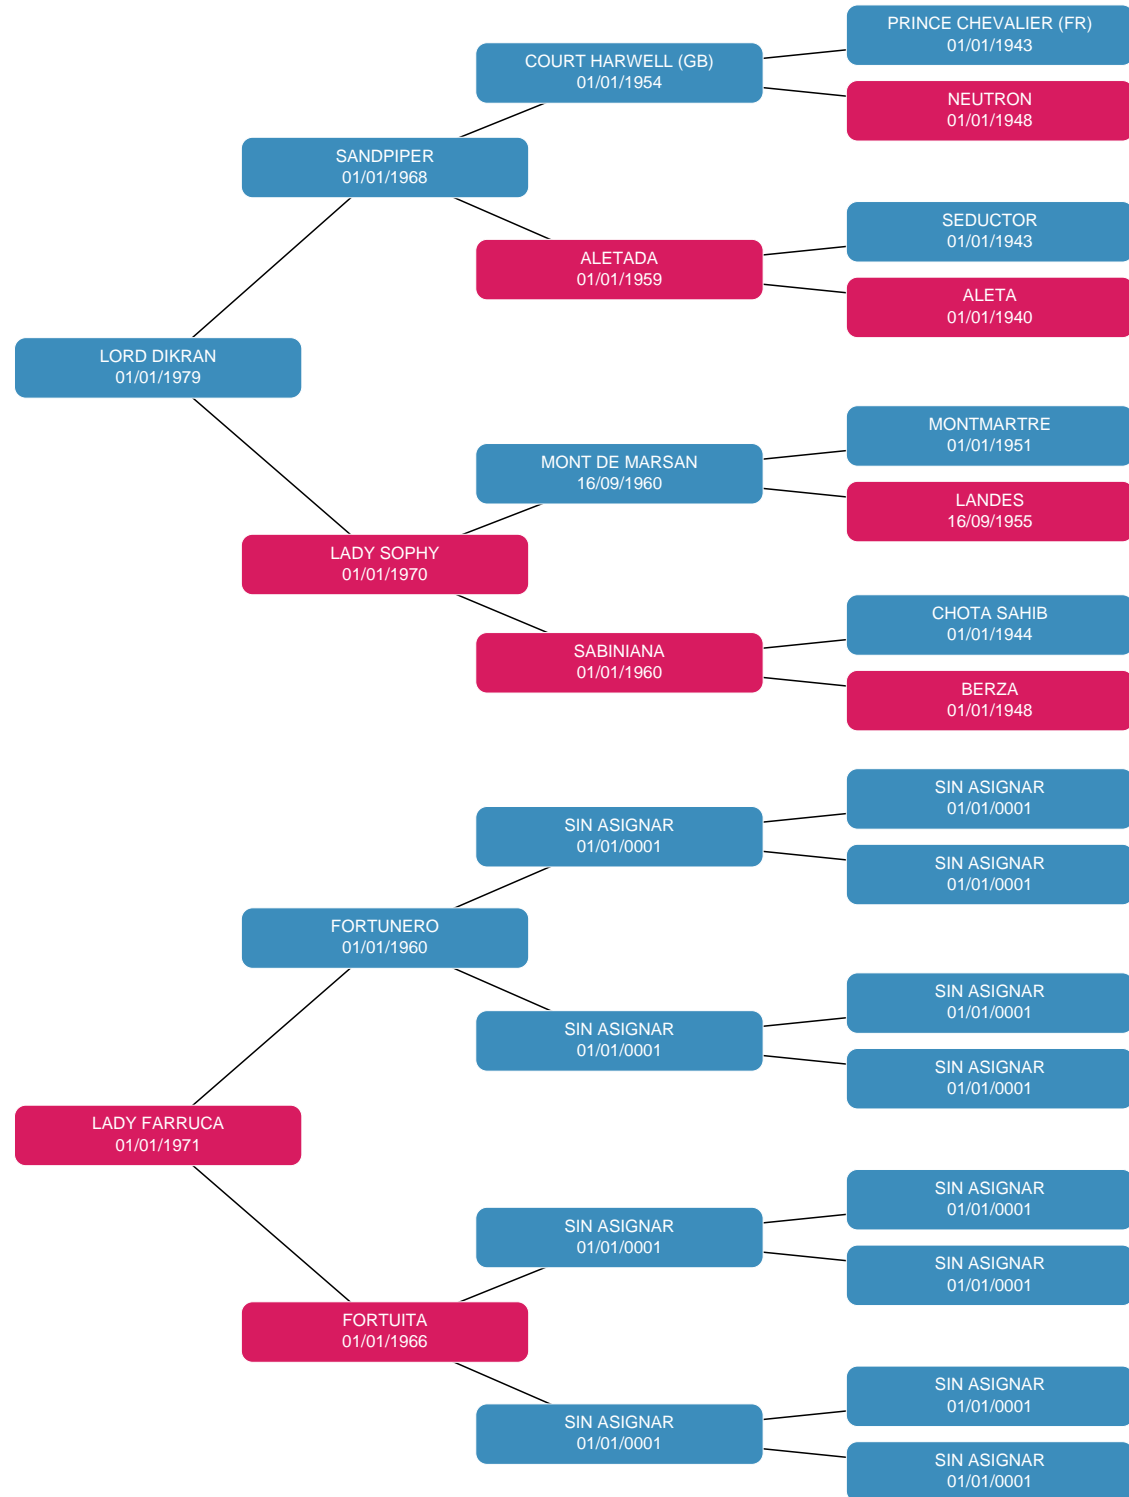 PRINCE CHEVALIER (FR)
01/01/1943
COURT HARWELL (GB)
01/01/1954
NEUTRON
01/01/1948
SANDPIPER
01/01/1968
SEDUCTOR
01/01/1943
ALETADA
01/01/1959
ALETA
01/01/1940
LORD DIKRAN
01/01/1979
MONTMARTRE
01/01/1951
MONT DE MARSAN
16/09/1960
LANDES
16/09/1955
LADY SOPHY
01/01/1970
CHOTA SAHIB
01/01/1944
SABINIANA
01/01/1960
BERZA
01/01/1948
SIN ASIGNAR
01/01/0001
SIN ASIGNAR
01/01/0001
SIN ASIGNAR
01/01/0001
FORTUNERO
01/01/1960
SIN ASIGNAR
01/01/0001
SIN ASIGNAR
01/01/0001
SIN ASIGNAR
01/01/0001
LADY FARRUCA
01/01/1971
SIN ASIGNAR
01/01/0001
SIN ASIGNAR
01/01/0001
SIN ASIGNAR
01/01/0001
FORTUITA
01/01/1966
SIN ASIGNAR
01/01/0001
SIN ASIGNAR
01/01/0001
SIN ASIGNAR
01/01/0001